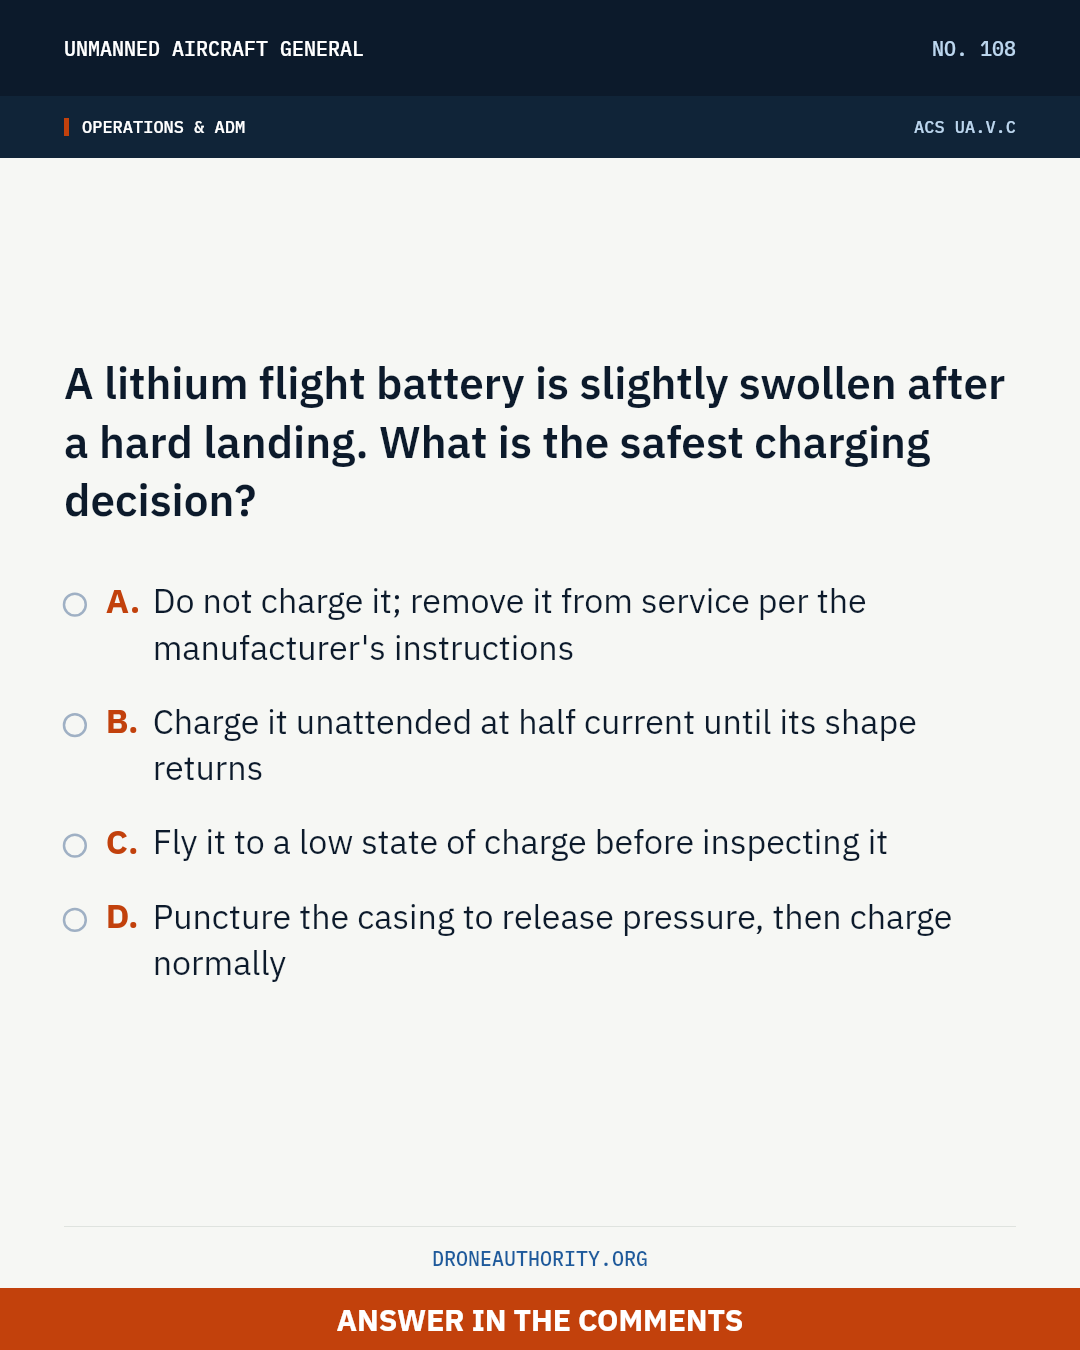 UNMANNED AIRCRAFT GENERAL
NO. 108
OPERATIONS & ADM
ACS UA.V.C
A lithium flight battery is slightly swollen after
a hard landing. What is the safest charging
decision?
A. Do not charge it; remove it from service per the
manufacturer's instructions
B. Charge it unattended at half current until its shape
returns
C. Fly it to a low state of charge before inspecting it
D. Puncture the casing to release pressure, then charge
normally
DRONEAUTHORITY.ORG
ANSWER IN THE COMMENTS